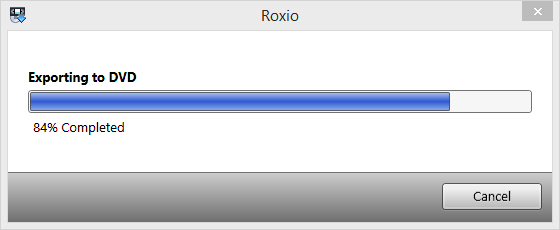 Roxio
Exporting to DVD
84% Completed
Cancel